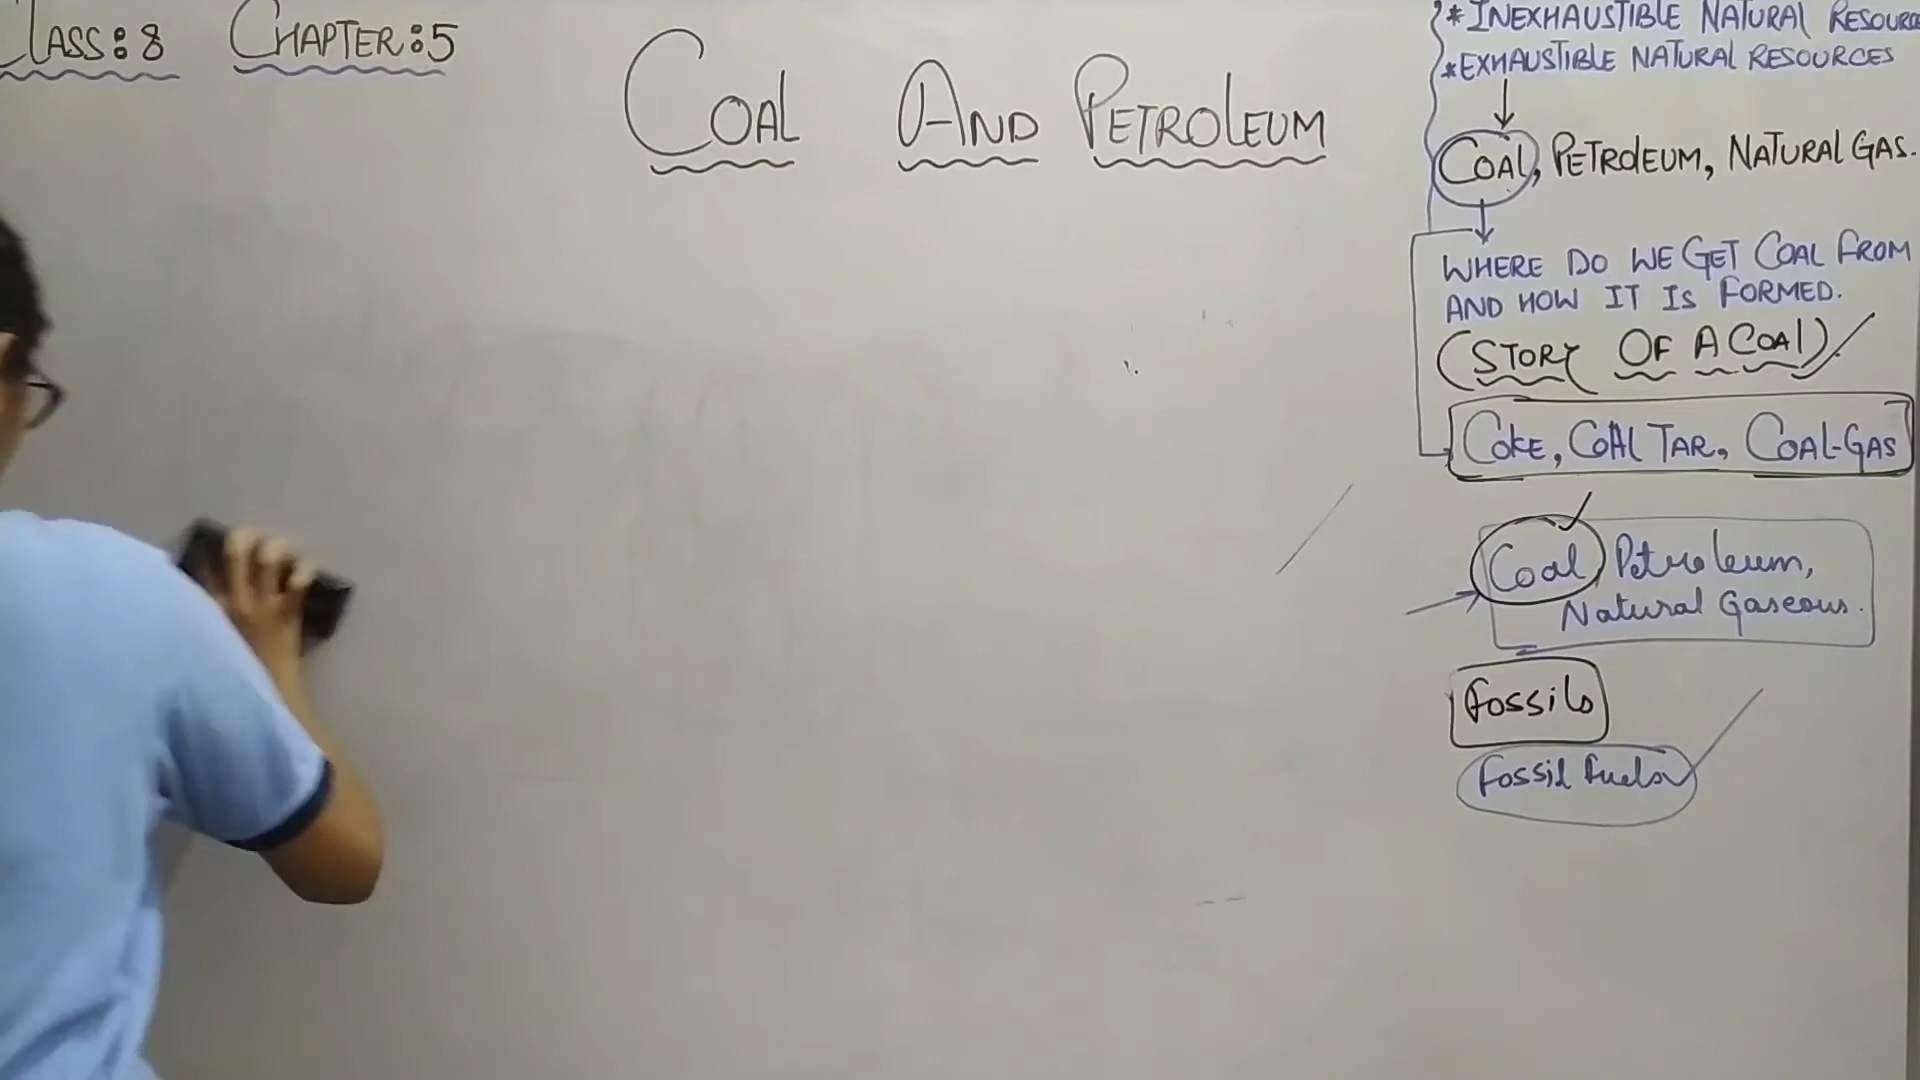 CLASS:8 CHAPTER:5
COAL AND PETROLEUM
* INEXHAUSTIBLE NATURAL RESOURCE
* EXHAUSTIBLE NATURAL RESOURCES
COAL, PETROLEUM, NATURAL GAS.
WHERE DO WE GET COAL FROM
AND HOW IT IS FORMED.
(STORY OF A COAL)
COKE, COAL TAR, COAL-GAS
Coal, Petroleum,
Natural Gaseous.
Fossils
Fossil Fuels